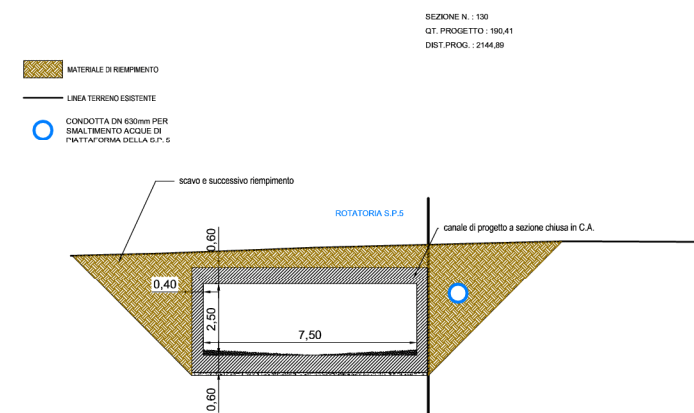 SEZIONE N. : 130
QT. PROGETTO : 190,41
DIST.PROG. : 2144,89
MATERIALE DI RIEMPIMENTO
LINEA TERRENO ESISTENTE
CONDOTTA DN 630mm PER
SMALTIMENTO ACQUE DI
PIATTAFORMA DELLA S.P. 5
scavo e successivo riempimento
ROTATORIA S.P.5
canale di progetto a sezione chiusa in C.A.
0,60
0,40
2,50
7,50
0,60